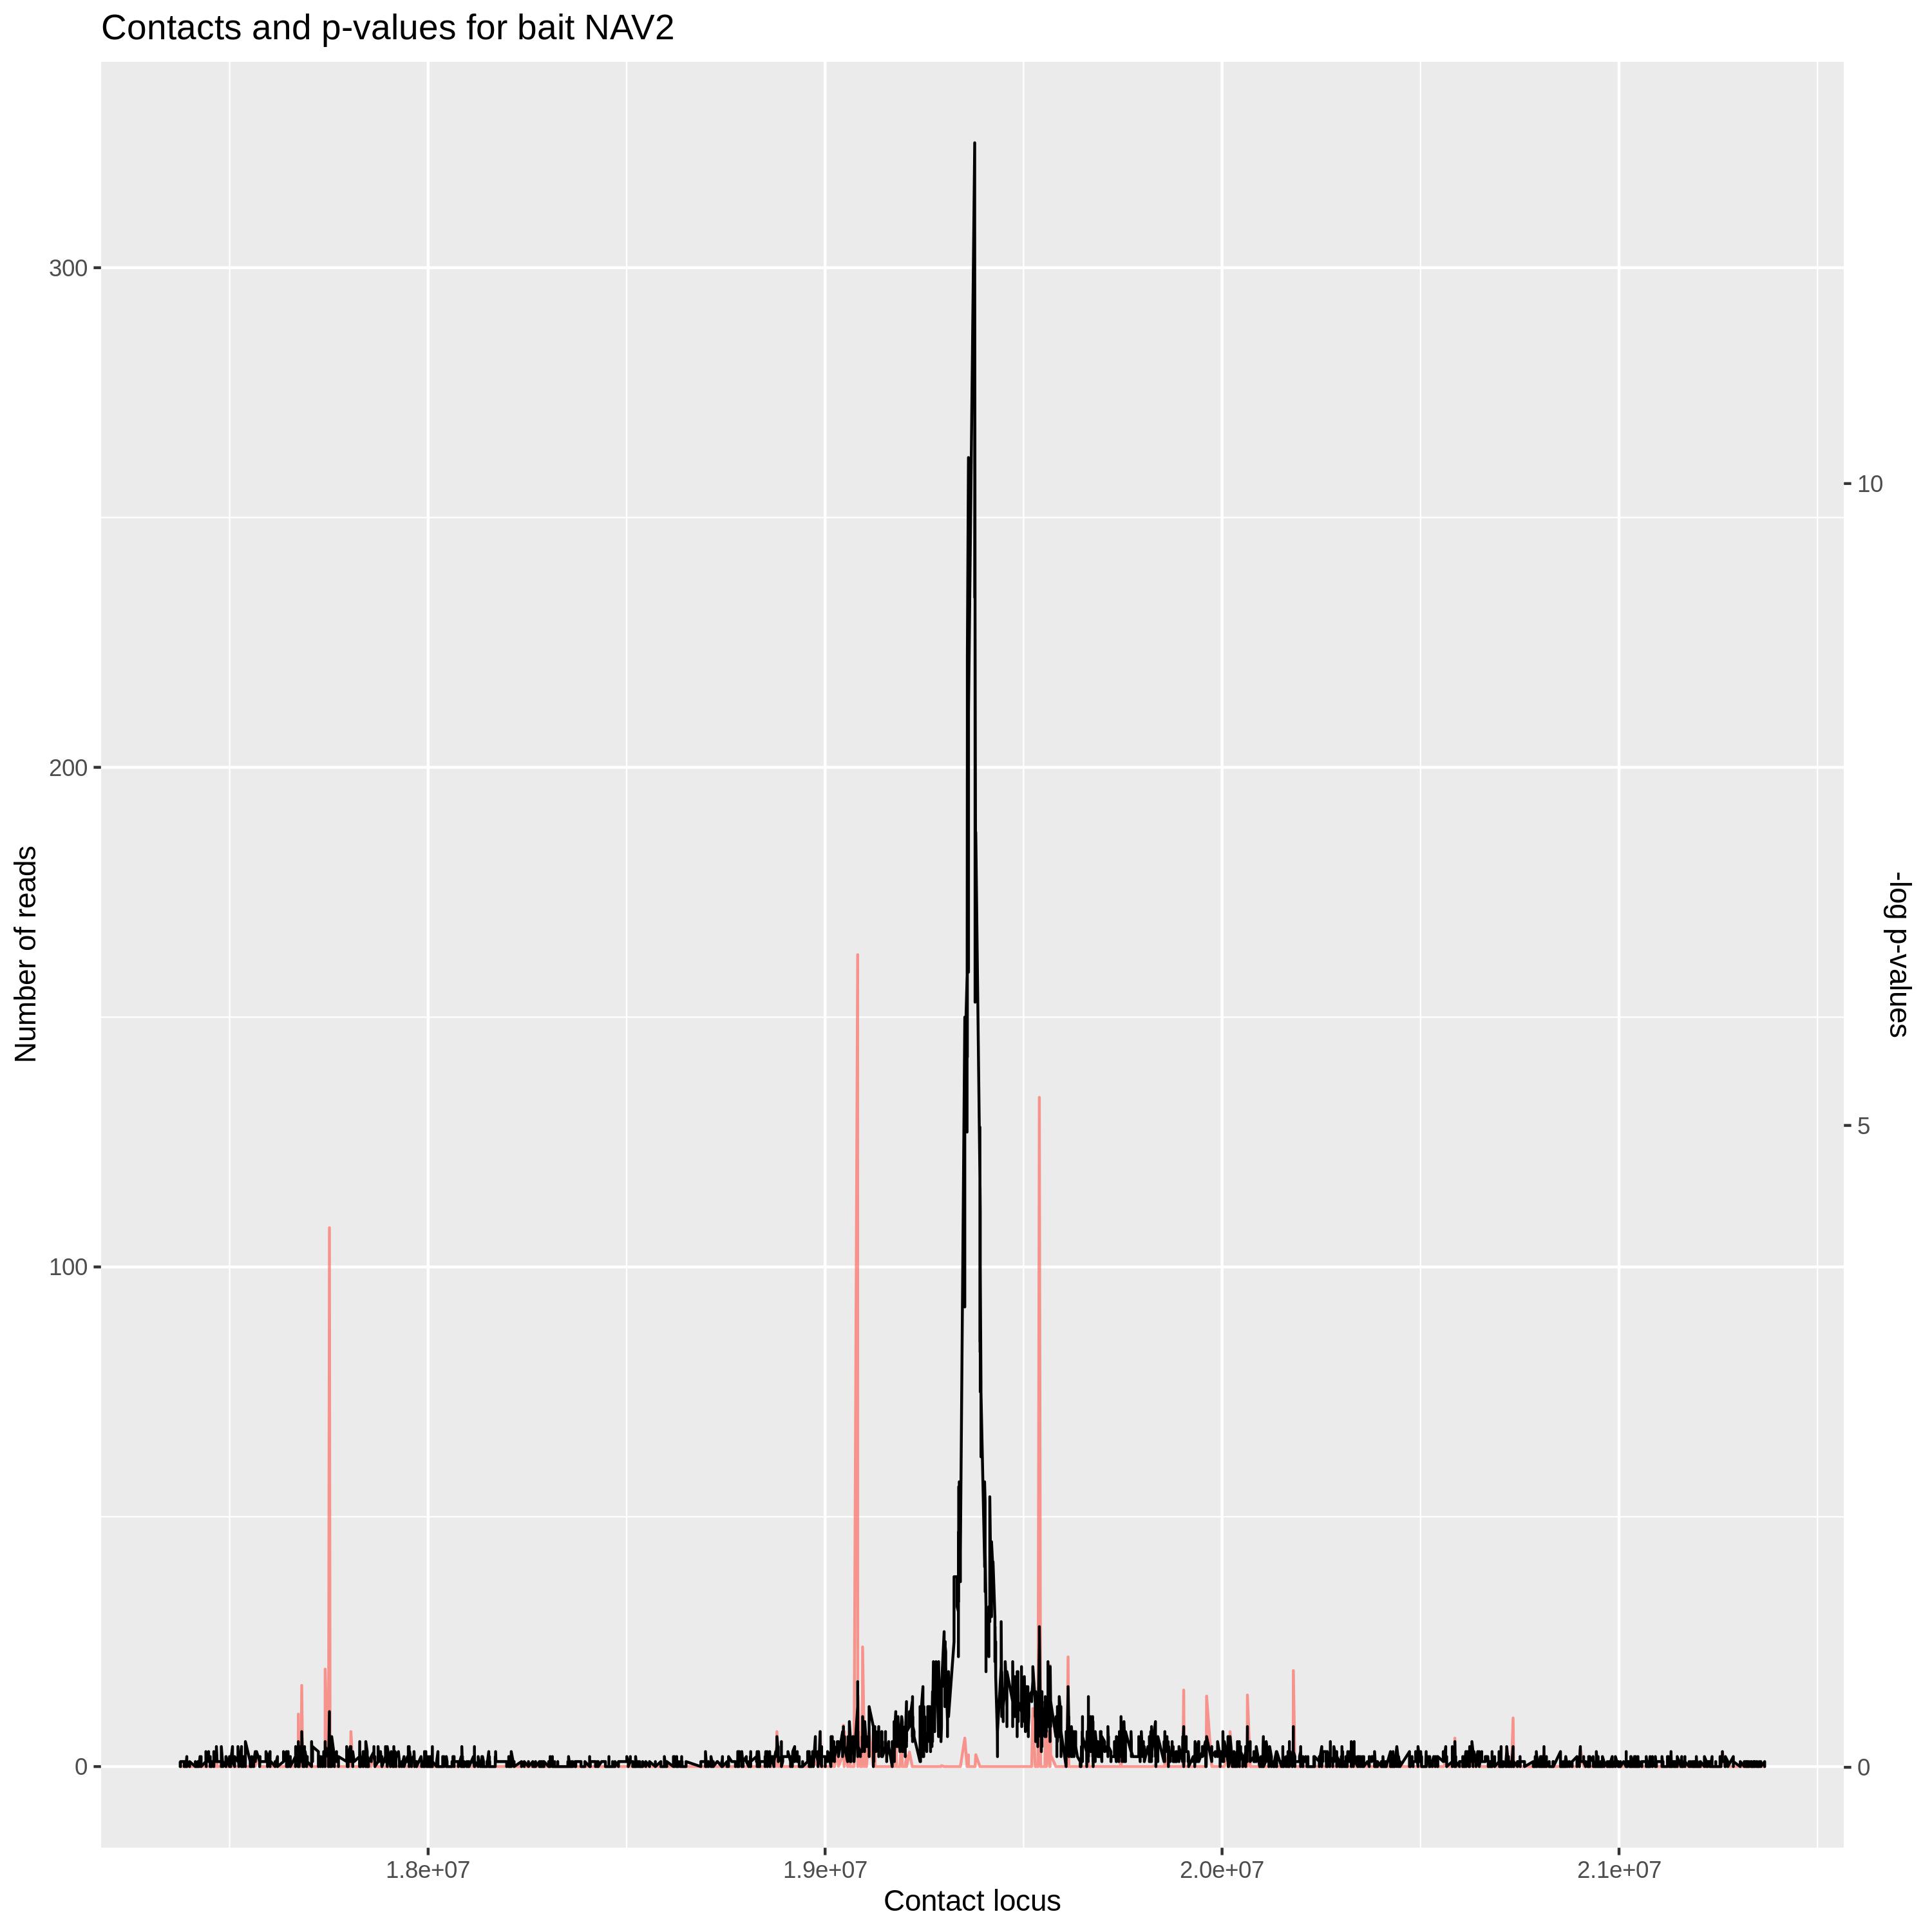 Contacts and p-values for bait NAV2
300
200
100
0
Number of reads
10
5
0
-log p-values
1.8e+07
1.9e+07
2.0e+07
2.1e+07
Contact locus